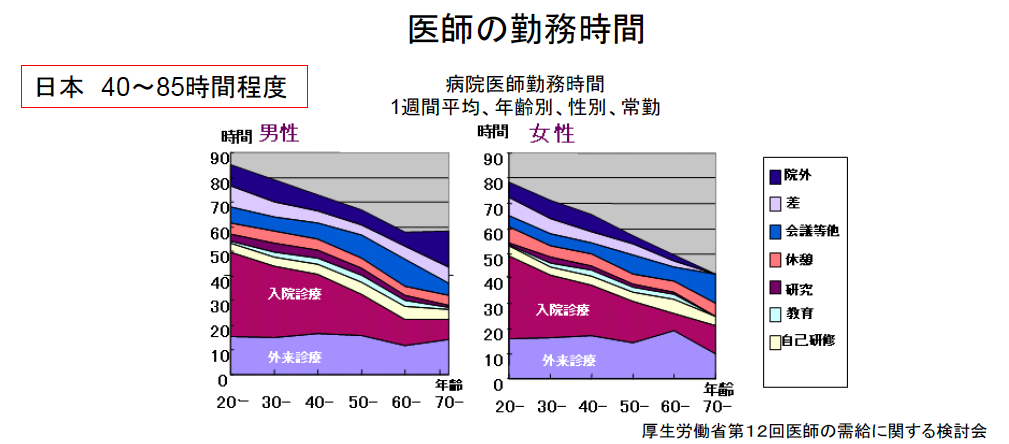 医師の勤務時間
日本 40～85時間程度
病院医師勤務時間
1週間平均、年齢別、性別、常勤
時間 男性
90
80
70
60
50
40
30
20
10
0
入院診療
外来診療
年齢
20- 30- 40- 50- 60- 70-
時間 女性
90
80
70
60
50
40
30
20
10
0
入院診療
外来診療
年齢
20- 30- 40- 50- 60- 70-
院外
差
会議等他
休憩
研究
教育
自己研修
厚生労働省第12回医師の需給に関する検討会